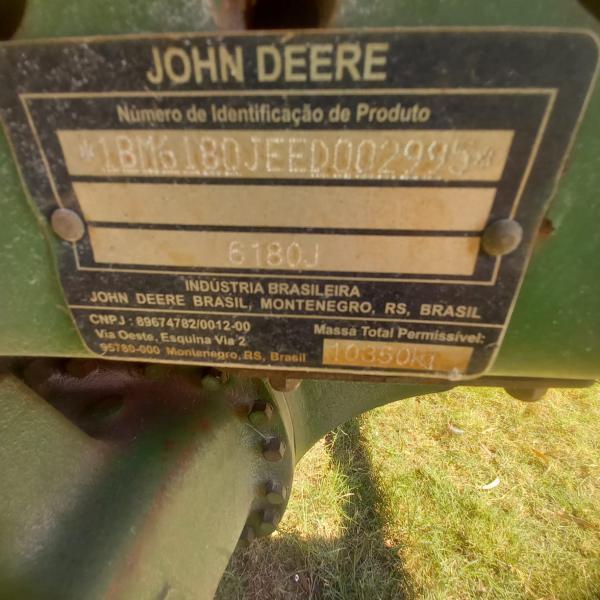 JOHN DEERE
Número de Identificação de Produto
*1BM6180JEED002995*
6180J
INDÚSTRIA BRASILEIRA
JOHN DEERE BRASIL, MONTENEGRO, RS, BRASIL
CNPJ : 89674782/0012-00
Via Oeste, Esquina Via 2
95780-000 Montenegro, RS, Brasil
Massa Total Permissível:
10350kg